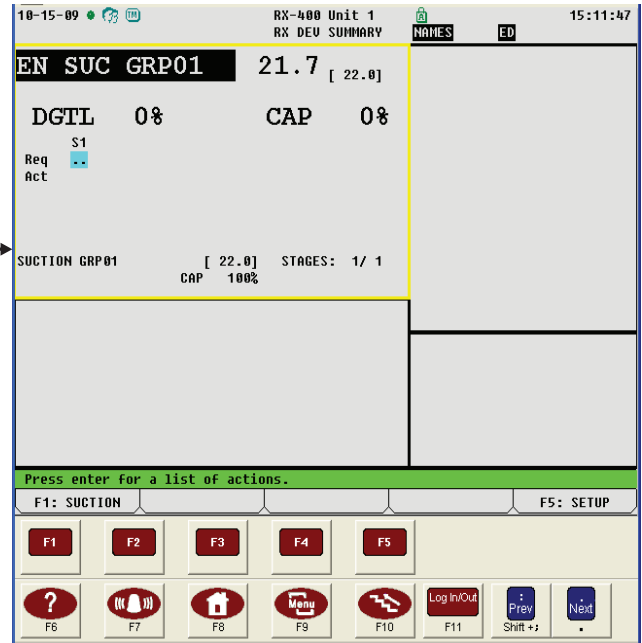 10-15-09 TM RX-400 Unit 1 A 15:11:47
RX DEV SUMMARY NAMES ED
EN SUC GRP01 21.7 [ 22.0]
DGTL 0% CAP 0%
S1
Req ..
Act
SUCTION GRP01 [ 22.0] STAGES: 1/ 1
CAP 100%
Press enter for a list of actions.
F1: SUCTION F5: SETUP
F1 F2 F3 F4 F5
? Menu Log In/Out : Prev . Next
F6 F7 F8 F9 F10 F11 Shift +; .